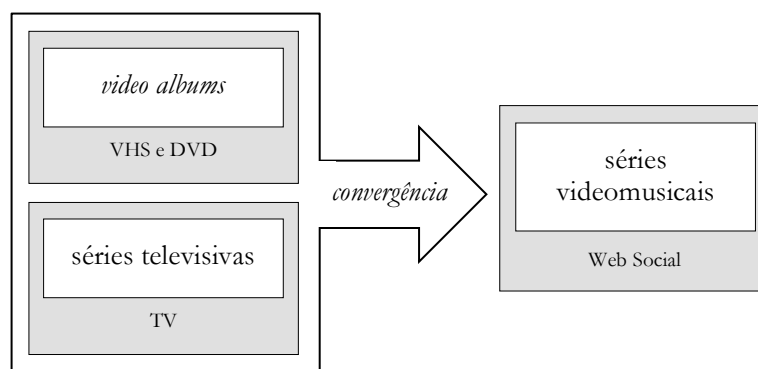 video albums
VHS e DVD
séries televisivas
TV
convergência
séries
videomusicais
Web Social